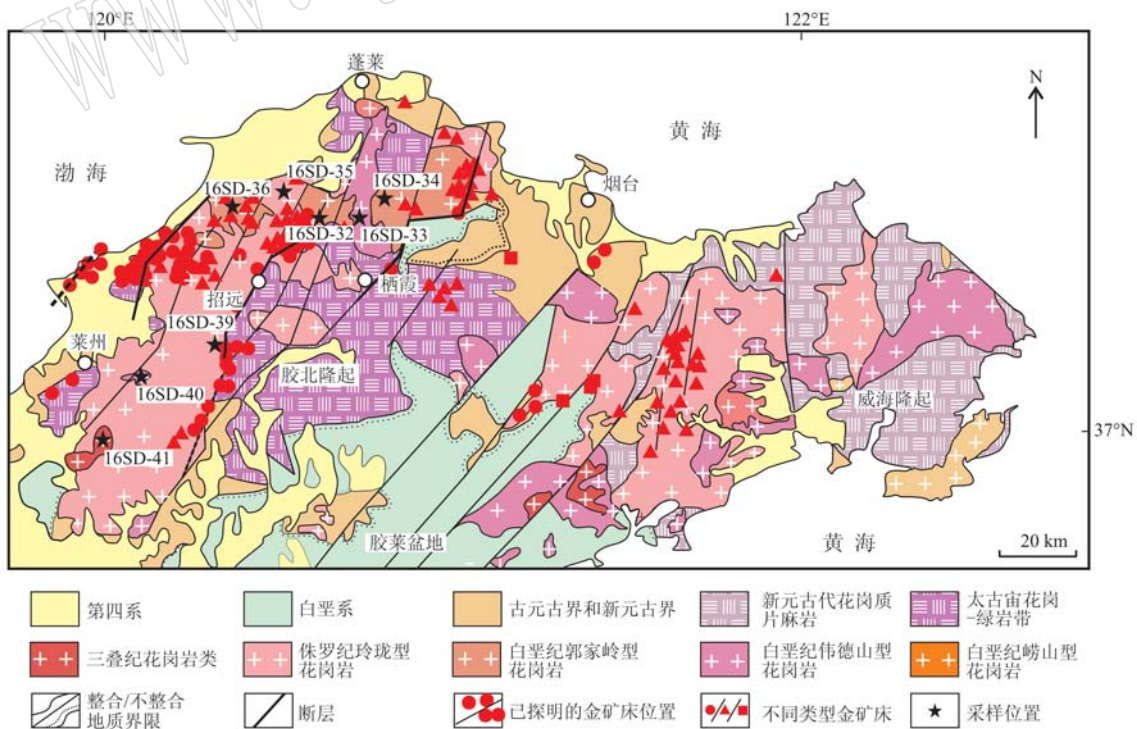 WWW.
120°E
122°E
蓬莱
N
黄 海
渤 海
烟台
16SD-35
16SD-36
16SD-34
16SD-32
16SD-33
招远
栖霞
16SD-39
莱州
胶北隆起
16SD-40
威海隆起
16SD-41
37°N
胶莱盆地
黄 海
20 km
第四系
白垩系
古元古界和新元古界
新元古代花岗质
片麻岩
太古宙花岗
-绿岩带
三叠纪花岗岩类
侏罗纪玲珑型
花岗岩
白垩纪郭家岭型
花岗岩
白垩纪伟德山型
花岗岩
白垩纪崂山型
花岗岩
整合/不整合
地质界限
断层
已探明的金矿床位置
不同类型金矿床
采样位置